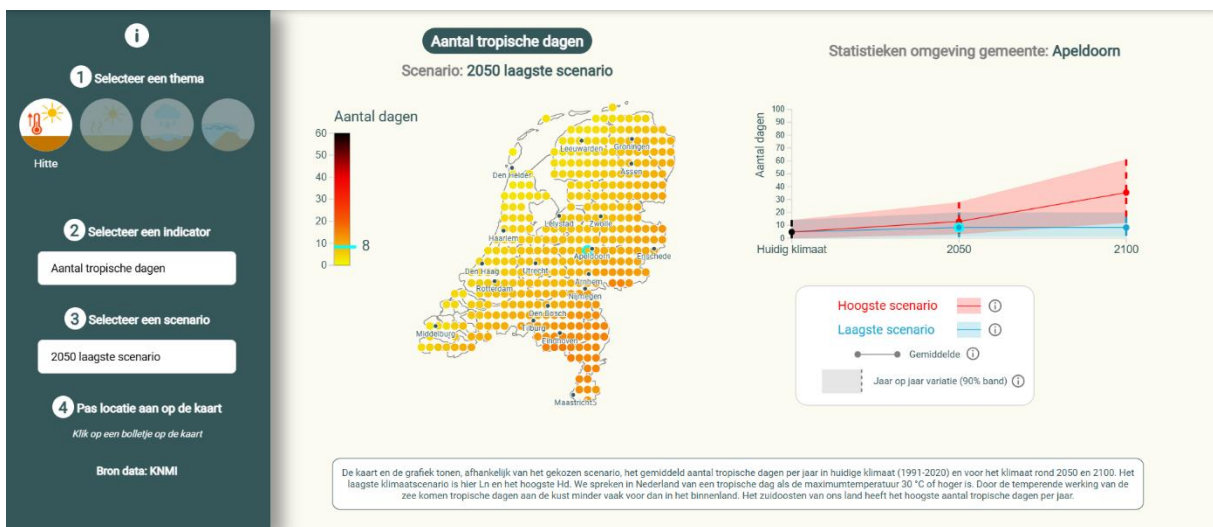 1 Selecteer een thema
Hitte
2 Selecteer een indicator
Aantal tropische dagen
3 Selecteer een scenario
2050 laagste scenario
4 Pas locatie aan op de kaart
Klik op een bolletje op de kaart
Bron data: KNMI
Aantal tropische dagen
Scenario: 2050 laagste scenario
Aantal dagen
60
50
40
30
20
10
0
8
Leeuwarden
Groningen
Assen
Den Helder
Lelystad
Zwolle
Haarlem
Apeldoorn
Enschede
Den Haag
Utrecht
Rotterdam
Arnhem
Nijmegen
Den Bosch
Middelburg
Tilburg
Eindhoven
Maastricht
Statistieken omgeving gemeente: Apeldoorn
Aantal dagen
100
90
80
70
60
50
40
30
20
10
0
Huidig klimaat
2050
2100
Hoogste scenario
Laagste scenario
Gemiddelde
Jaar op jaar variatie (90% band)
De kaart en de grafiek tonen, afhankelijk van het gekozen scenario, het gemiddeld aantal tropische dagen per jaar in huidige klimaat (1991-2020) en voor het klimaat rond 2050 en 2100. Het
laagste klimaatscenario is hier Ln en het hoogste Hd. We spreken in Nederland van een tropische dag als de maximumtemperatuur 30 °C of hoger is. Door de temperende werking van de
zee komen tropische dagen aan de kust minder vaak voor dan in het binnenland. Het zuidoosten van ons land heeft het hoogste aantal tropische dagen per jaar.